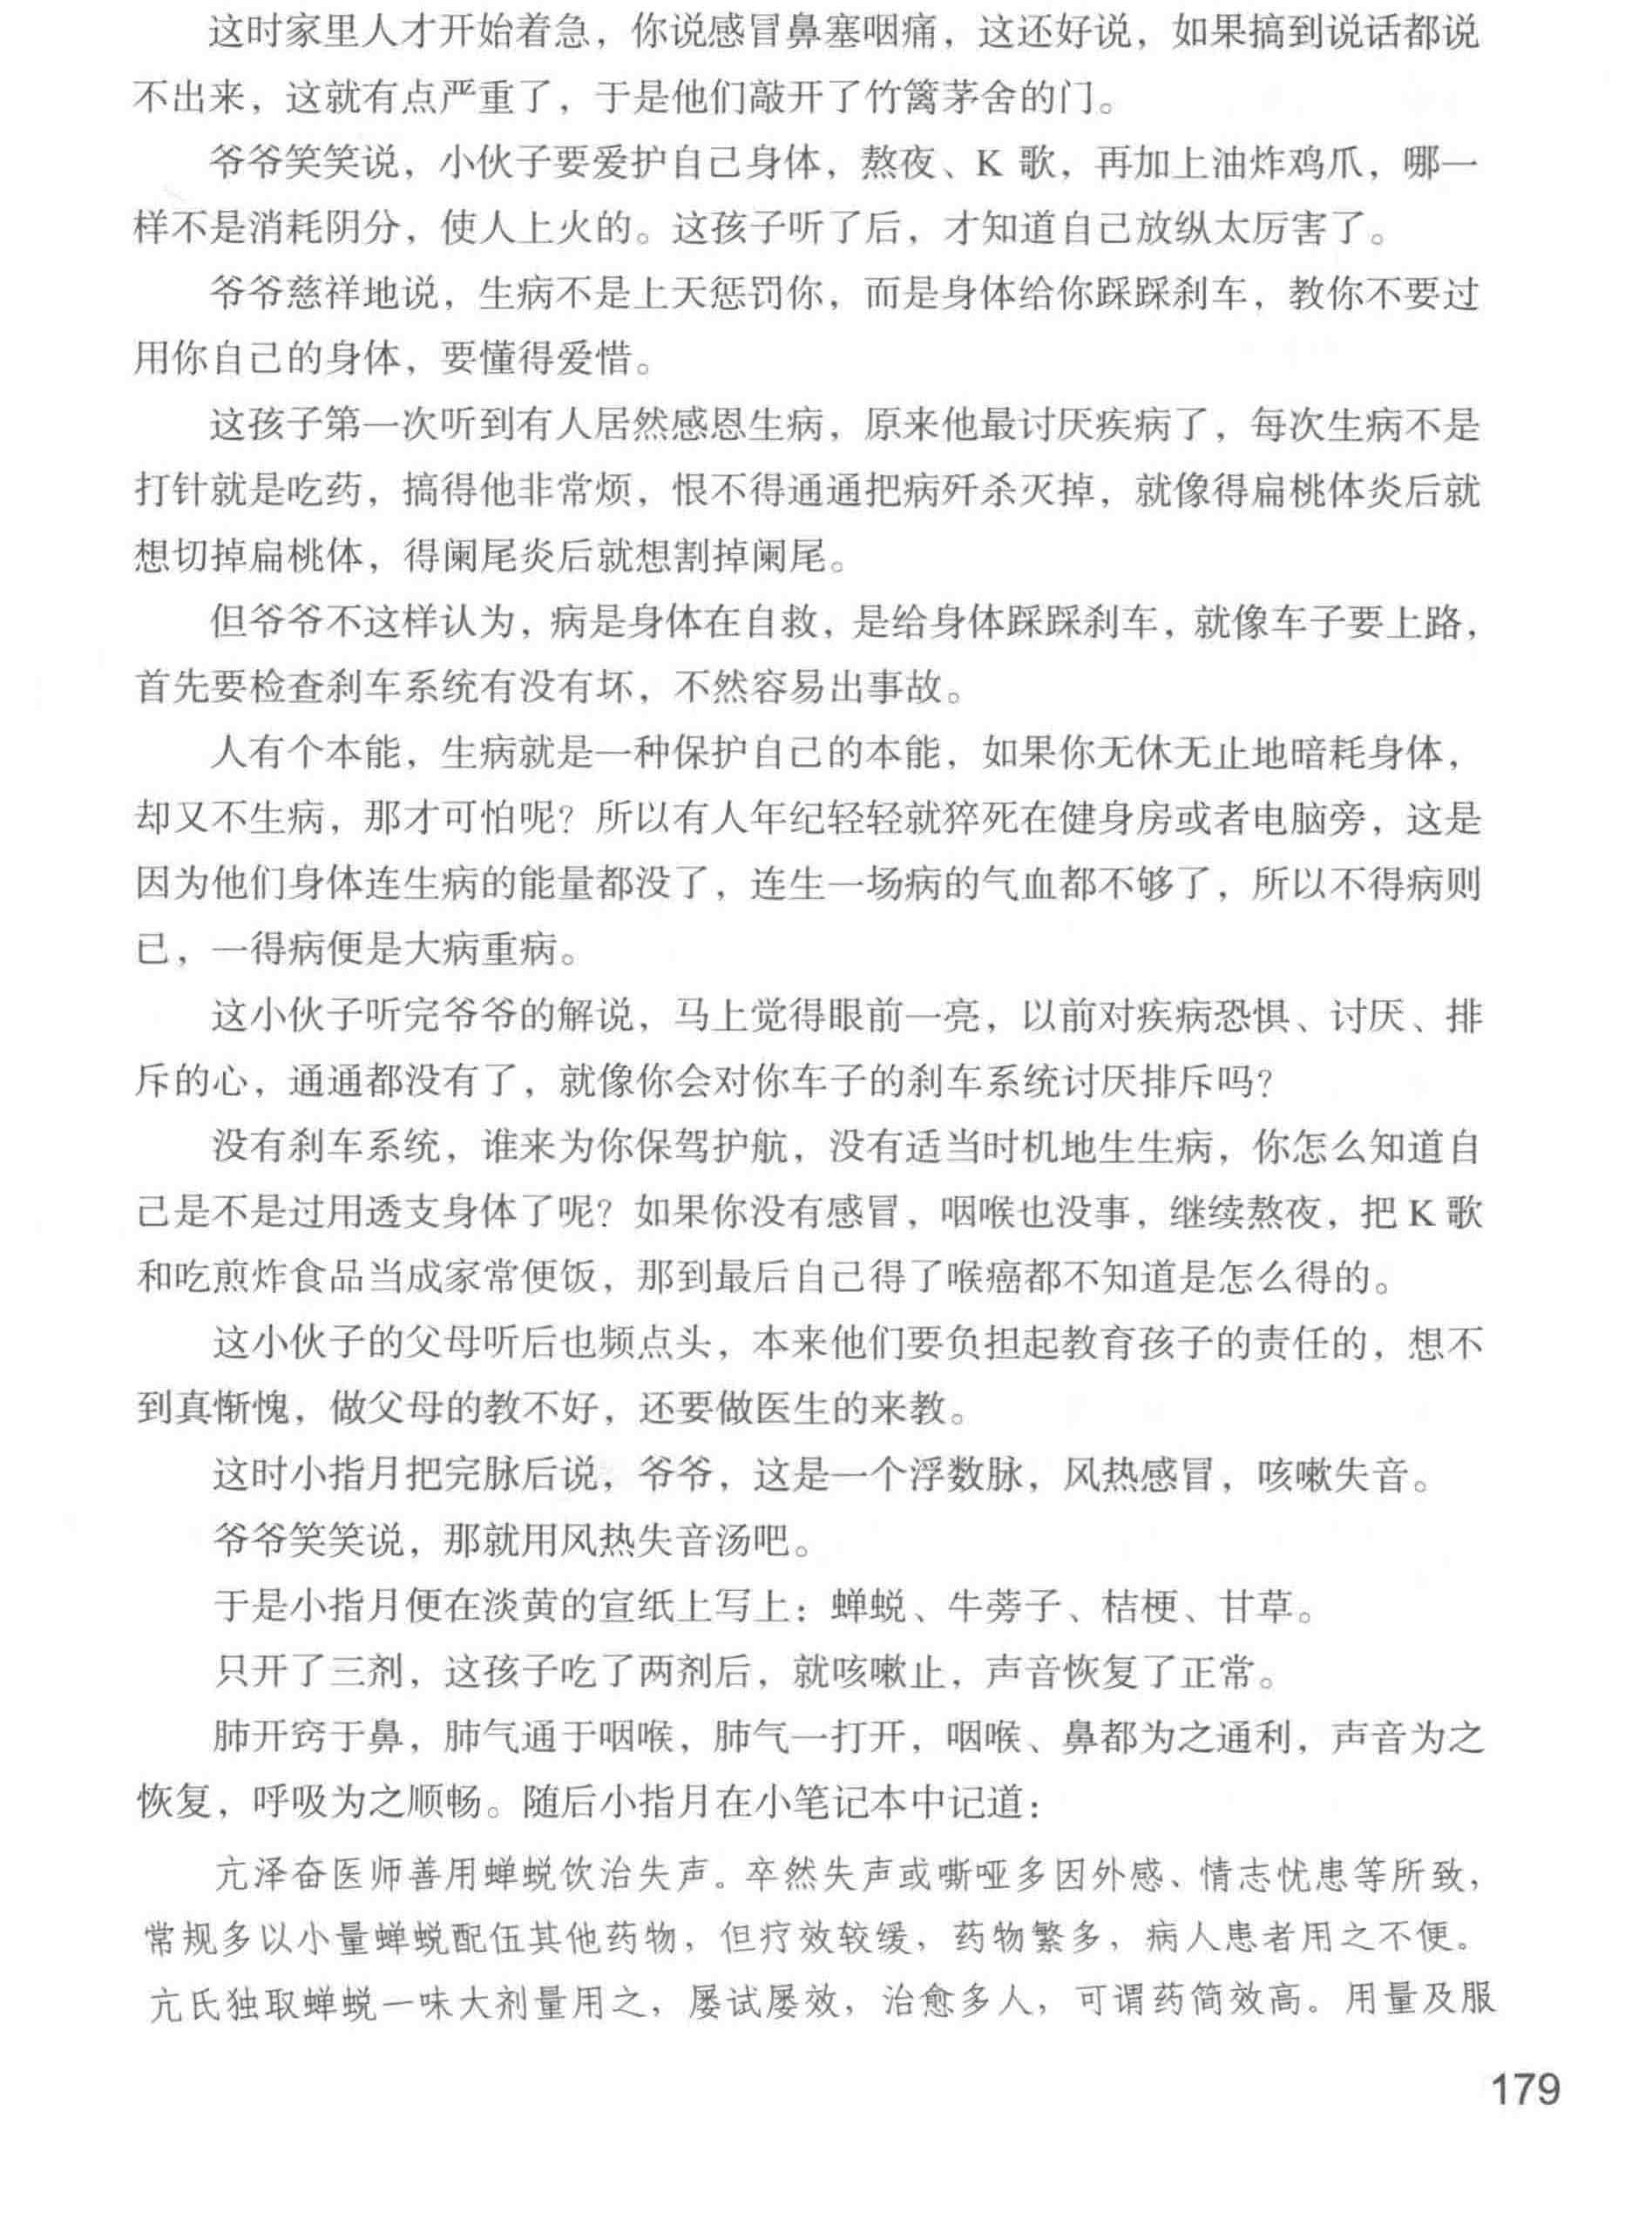 这时家里人才开始着急，你说感冒鼻塞咽痛，这还好说，如果搞到说话都说
不出来，这就有点严重了，于是他们敲开了竹篱茅舍的门。
爷爷笑笑说，小伙子要爱护自己身体，熬夜、K 歌，再加上油炸鸡爪，哪一
样不是消耗阴分，使人上火的。这孩子听了后，才知道自己放纵太厉害了。
爷爷慈祥地说，生病不是上天惩罚你，而是身体给你踩踩刹车，教你不要过
用你自己的身体，要懂得爱惜。
这孩子第一次听到有人居然感恩生病，原来他最讨厌疾病了，每次生病不是
打针就是吃药，搞得他非常烦，恨不得通通把病歼杀灭掉，就像得扁桃体炎后就
想切掉扁桃体，得阑尾炎后就想割掉阑尾。
但爷爷不这样认为，病是身体在自救，是给身体踩踩刹车，就像车子要上路，
首先要检查刹车系统有没有坏，不然容易出事故。
人有个本能，生病就是一种保护自己的本能，如果你无休无止地暗耗身体，
却又不生病，那才可怕呢？所以有人年纪轻轻就猝死在健身房或者电脑旁，这是
因为他们身体连生病的能量都没了，连生一场病的气血都不够了，所以不得病则
已，一得病便是大病重病。
这小伙子听完爷爷的解说，马上觉得眼前一亮，以前对疾病恐惧、讨厌、排
斥的心，通通都没有了，就像你会对你车子的刹车系统讨厌排斥吗？
没有刹车系统，谁来为你保驾护航，没有适当时机地生生病，你怎么知道自
己是不是过用透支身体了呢？如果你没有感冒，咽喉也没事，继续熬夜，把 K 歌
和吃煎炸食品当成家常便饭，那到最后自己得了喉癌都不知道是怎么得的。
这小伙子的父母听后也频点头，本来他们要负担起教育孩子的责任的，想不
到真惭愧，做父母的教不好，还要做医生的来教。
这时小指月把完脉后说，爷爷，这是一个浮数脉，风热感冒，咳嗽失音。
爷爷笑笑说，那就用风热失音汤吧。
于是小指月便在淡黄的宣纸上写上：蝉蜕、牛蒡子、桔梗、甘草。
只开了三剂，这孩子吃了两剂后，就咳嗽止，声音恢复了正常。
肺开窍于鼻，肺气通于咽喉，肺气一打开，咽喉、鼻都为之通利，声音为之
恢复，呼吸为之顺畅。随后小指月在小笔记本中记道：
亢泽奋医师善用蝉蜕饮治失声。卒然失声或嘶哑多因外感、情志忧患等所致，
常规多以小量蝉蜕配伍其他药物，但疗效较缓，药物繁多，病人患者用之不便。
亢氏独取蝉蜕一味大剂量用之，屡试屡效，治愈多人，可谓药简效高。用量及服
179